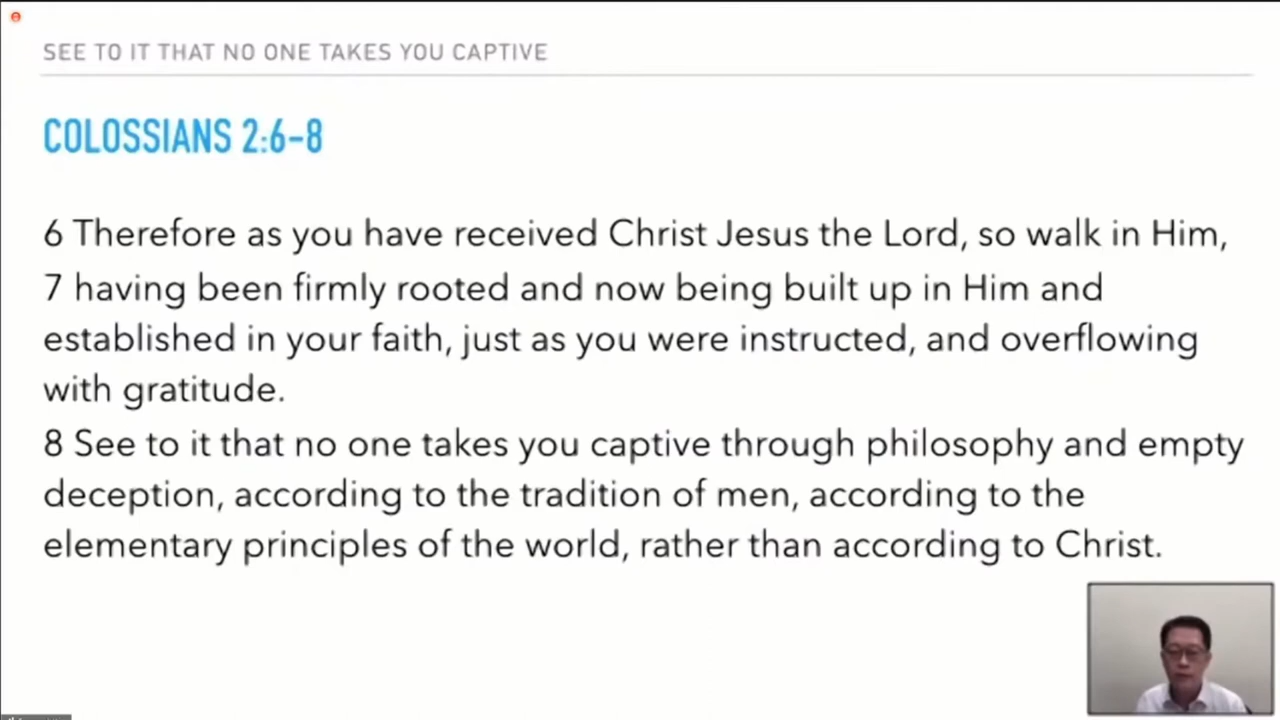 SEE TO IT THAT NO ONE TAKES YOU CAPTIVE
COLOSSIANS 2:6-8
6 Therefore as you have received Christ Jesus the Lord, so walk in Him,
7 having been firmly rooted and now being built up in Him and
established in your faith, just as you were instructed, and overflowing
with gratitude.
8 See to it that no one takes you captive through philosophy and empty
deception, according to the tradition of men, according to the
elementary principles of the world, rather than according to Christ.